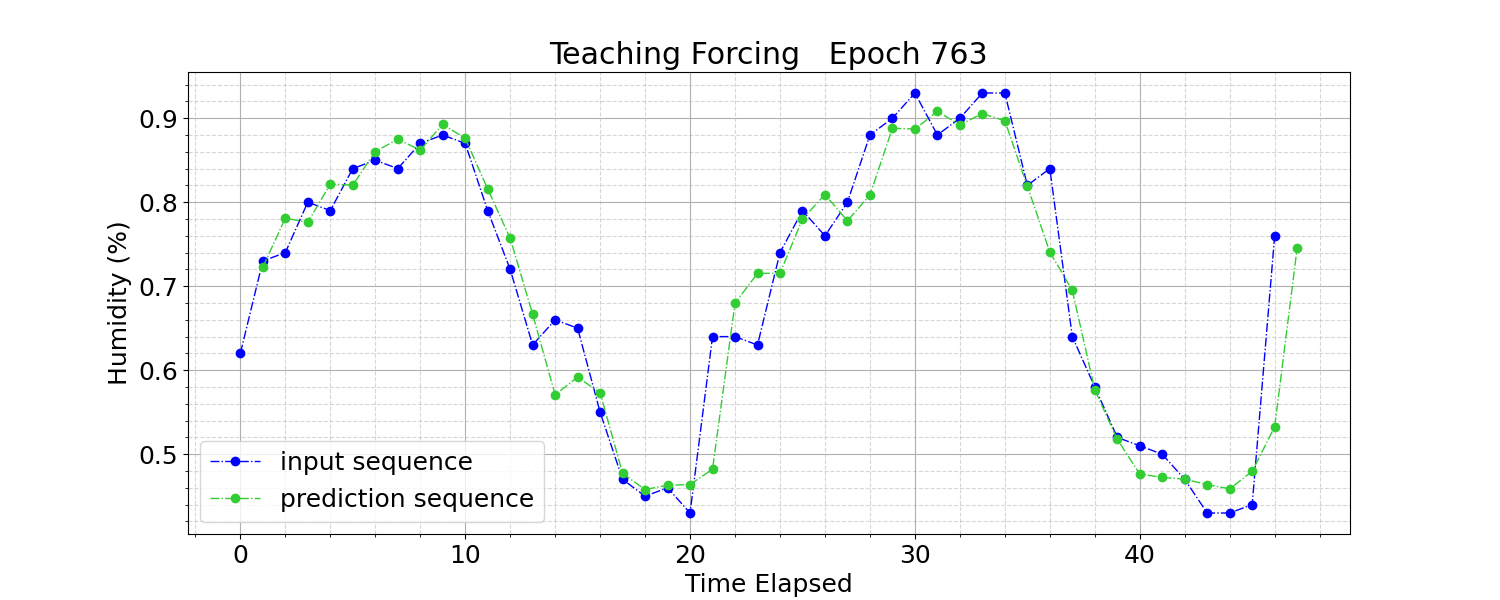 Teaching Forcing   Epoch 763
Humidity (%)
0.9
0.8
0.7
0.6
0.5
input sequence
prediction sequence
0 10 20 30 40
Time Elapsed